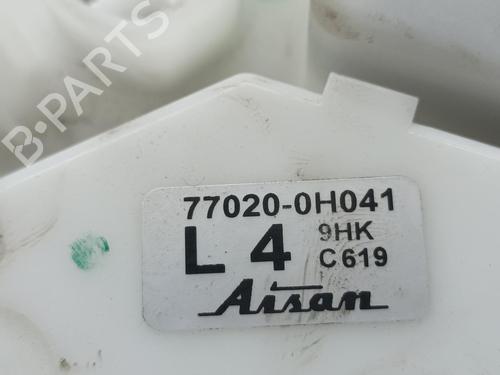 B-PARTS
77020-0H041
L 4 9HK
C619
Aisan